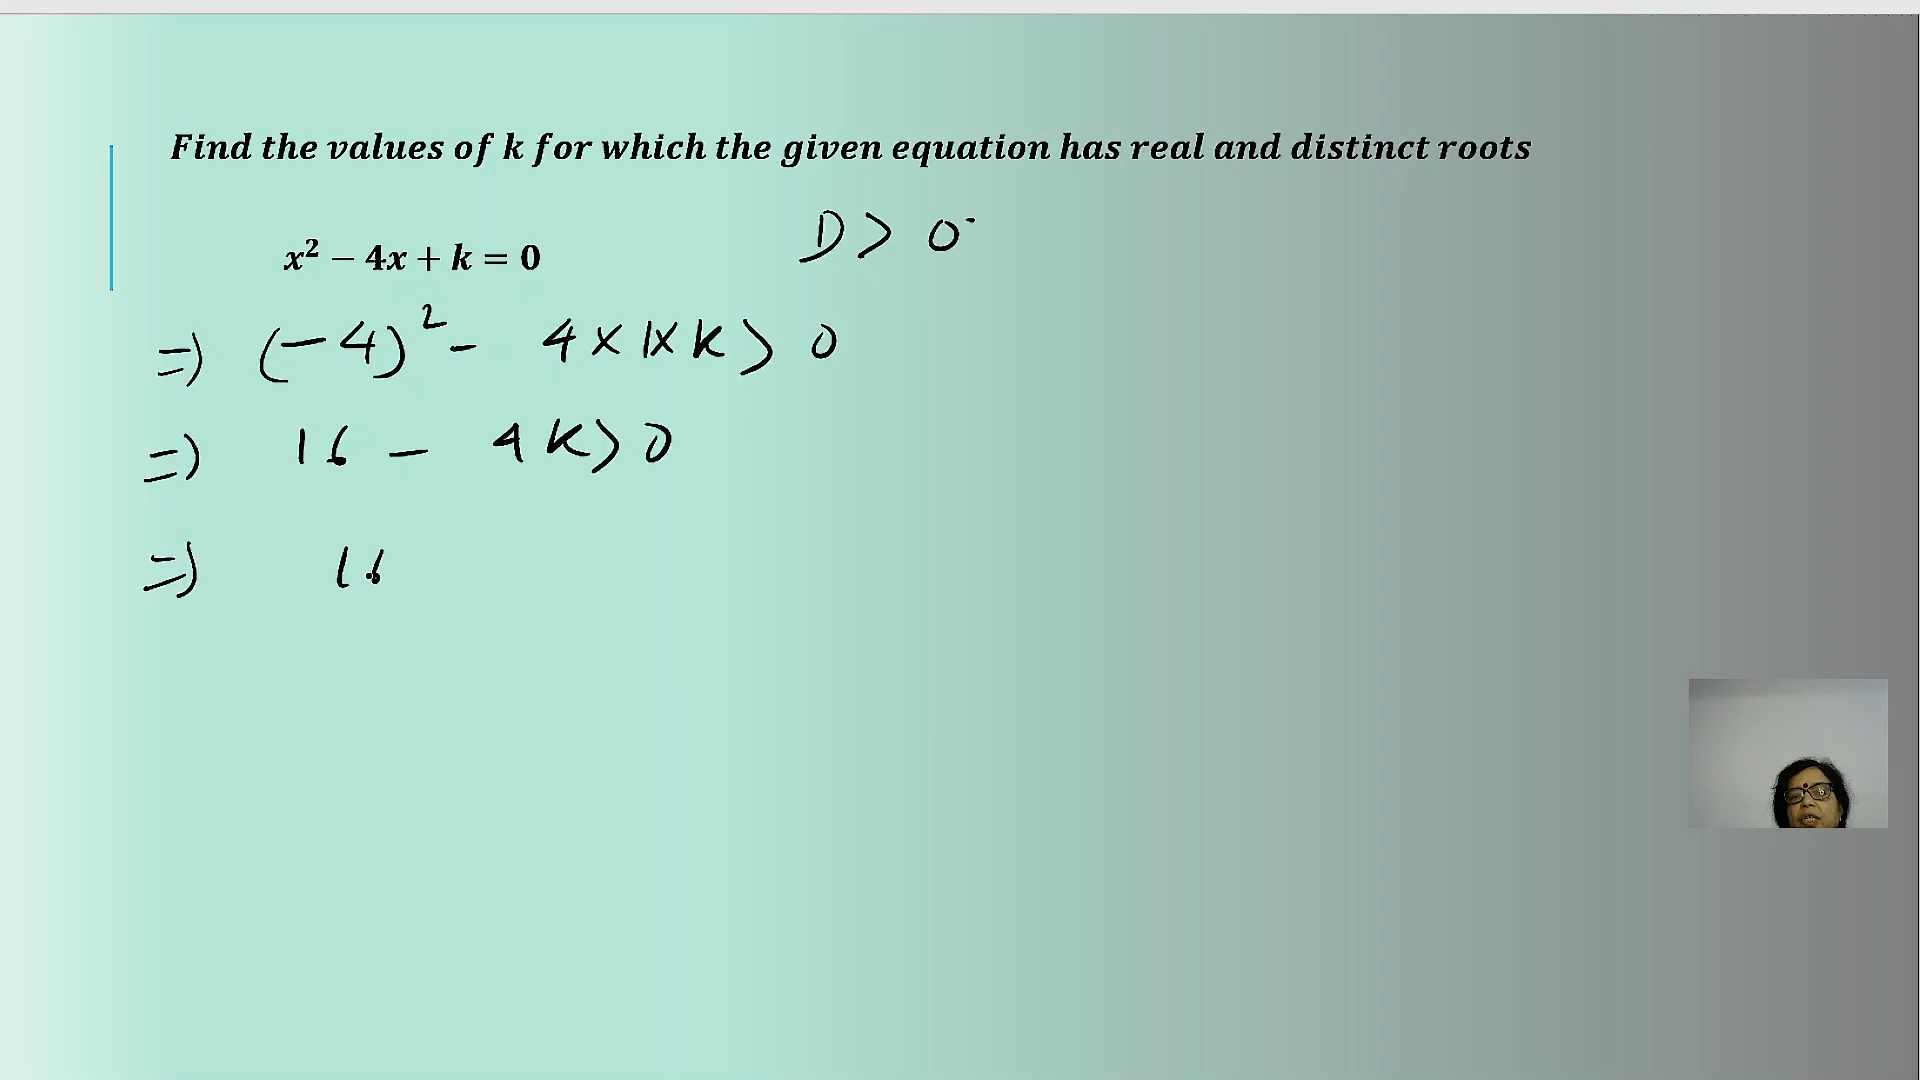 Find the values of k for which the given equation has real and distinct roots
x² − 4x + k = 0
D > 0
⇒ (−4)² − 4 × 1 × k > 0
⇒ 16 − 4k > 0
⇒ 16